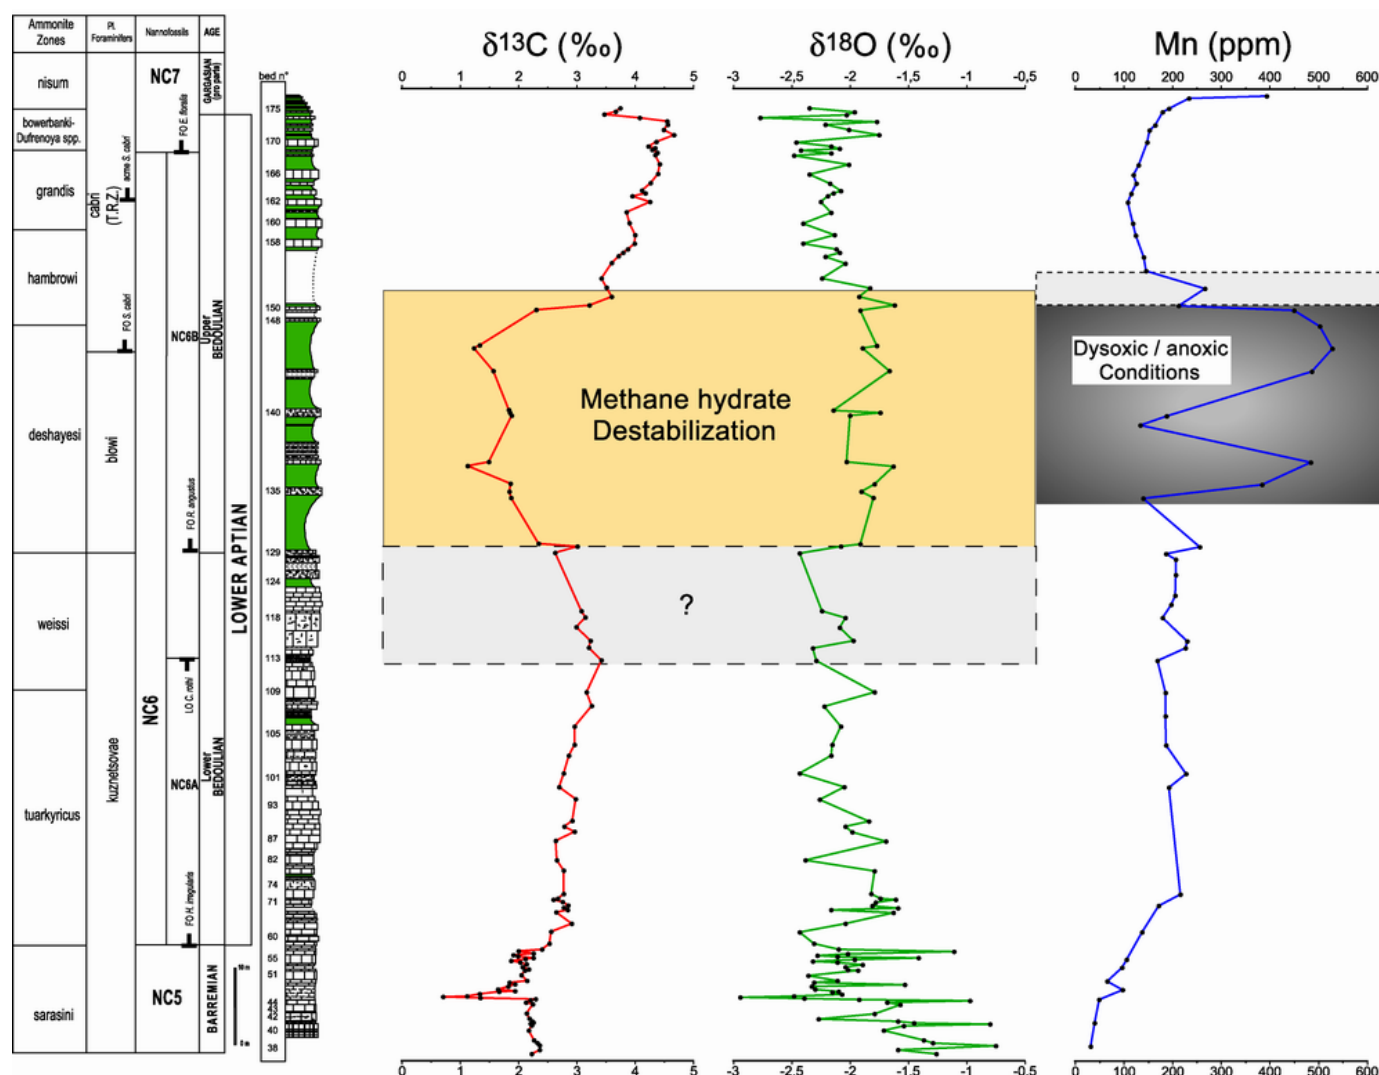 Ammonite
Zones
Pl.
Foraminifers
Nannofossils
AGE
bed n°
δ13C (‰)
δ18O (‰)
Mn (ppm)
0 1 2 3 4 5
-3 -2,5 -2 -1,5 -1 -0,5
0 100 200 300 400 500 600
nisum
bowerbanki-
Dufrenoya spp.
grandis
hambrowi
deshayesi
weissi
tuarkyricus
sarasini
cabri
(T.R.Z.)
acme S. cabri
FO S. cabri
blowi
kuznetsovae
NC7
FO E. floralis
NC6B
FO R. angustus
NC6
LO C. rothi
NC6A
FO H. irregularis
NC5
GARGASIAN
(pro parte)
Upper
BEDOULIAN
Lower
BEDOULIAN
BARREMIAN
LOWER APTIAN
175
170
166
162
160
158
150
148
140
135
129
124
118
113
109
105
101
93
87
82
74
71
60
55
51
44
43
42
40
38
10 m
0 m
Methane hydrate
Destabilization
?
Dysoxic / anoxic
Conditions
0 1 2 3 4 5
-3 -2,5 -2 -1,5 -1 -0,5
0 100 200 300 400 500 600